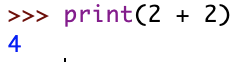 >>> print(2 + 2)
4